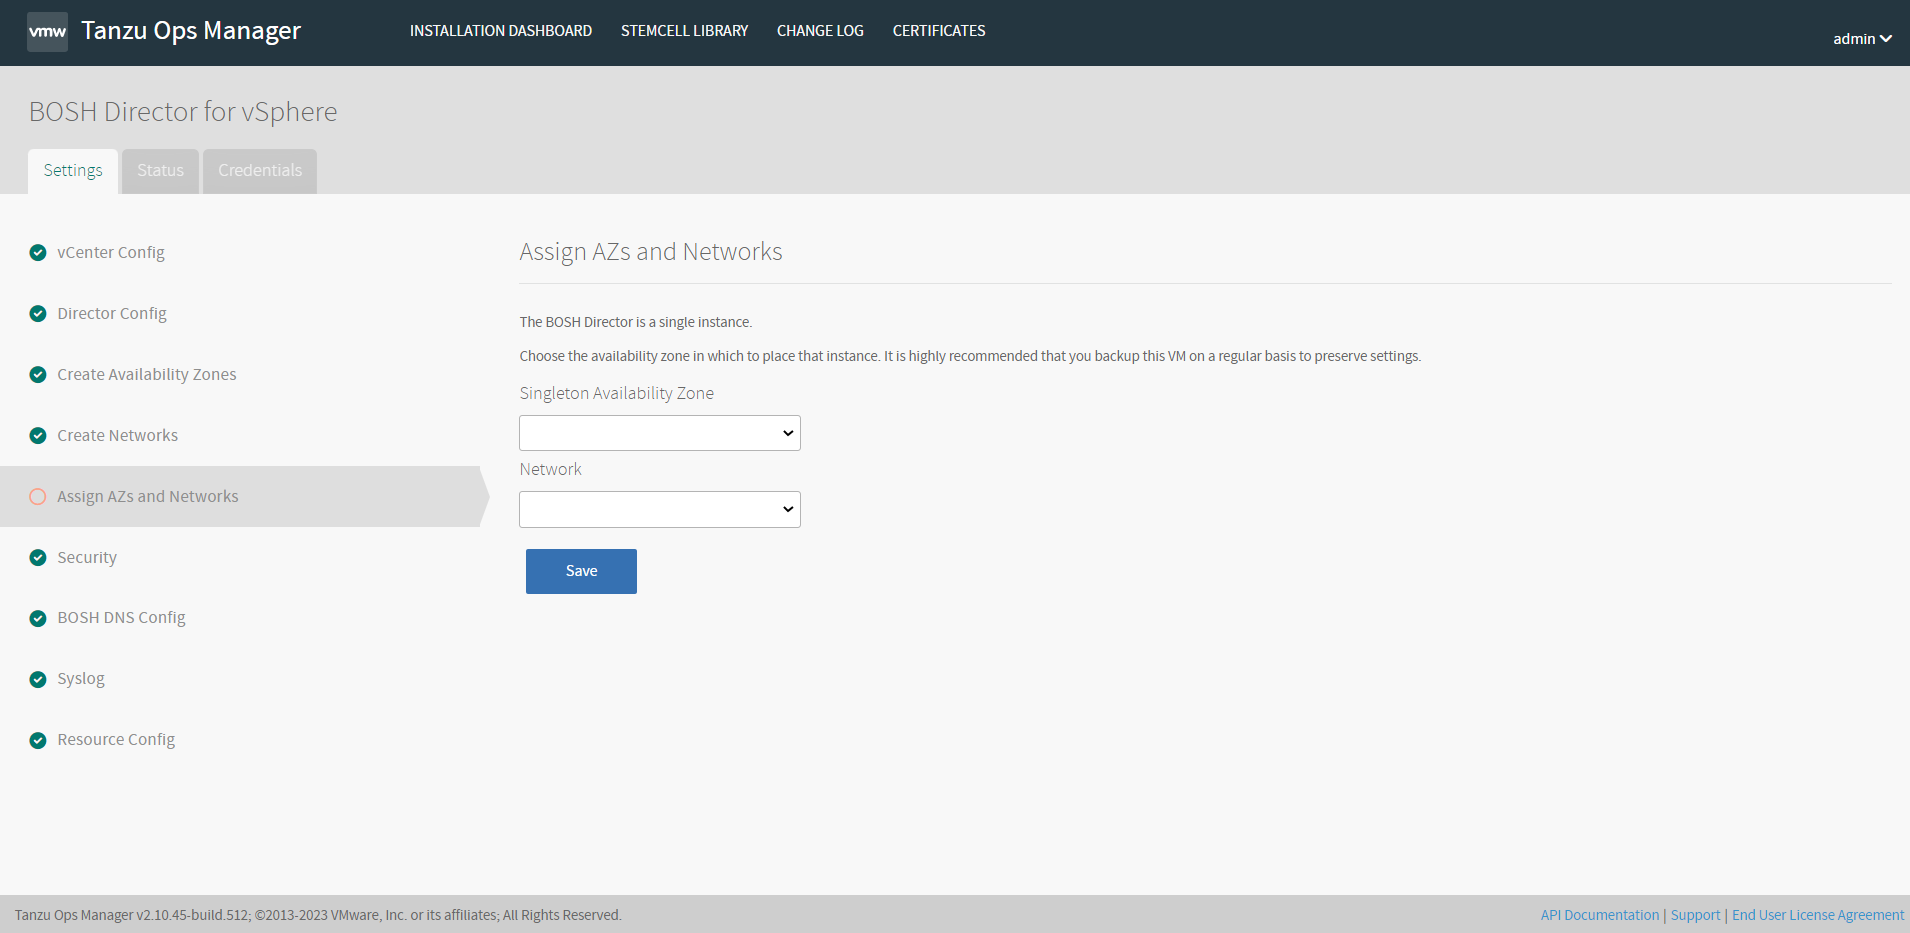 vmw Tanzu Ops Manager INSTALLATION DASHBOARD STEMCELL LIBRARY CHANGE LOG CERTIFICATES admin
BOSH Director for vSphere
Settings Status Credentials
vCenter Config
Director Config
Create Availability Zones
Create Networks
Assign AZs and Networks
Security
BOSH DNS Config
Syslog
Resource Config
Assign AZs and Networks
The BOSH Director is a single instance.
Choose the availability zone in which to place that instance. It is highly recommended that you backup this VM on a regular basis to preserve settings.
Singleton Availability Zone
Network
Save
Tanzu Ops Manager v2.10.45-build.512; ©2013-2023 VMware, Inc. or its affiliates; All Rights Reserved. API Documentation | Support | End User License Agreement